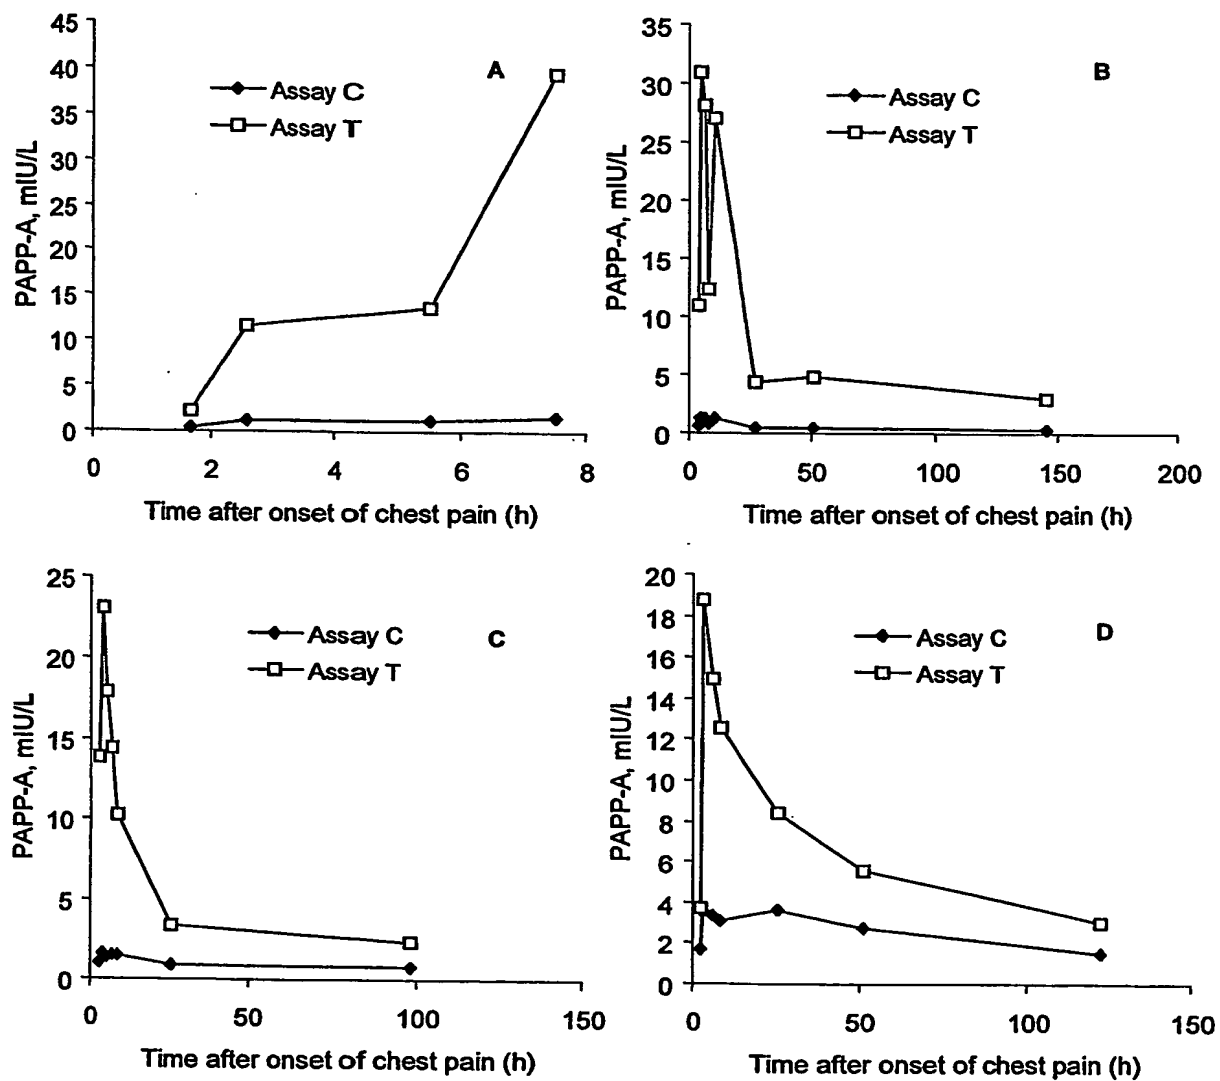 45
40
35
30
25
20
15
10
5
0
PAPP-A, mIU/L
Assay C
Assay T
A
0 2 4 6 8
Time after onset of chest pain (h)
35
30
25
20
15
10
5
0
PAPP-A, mIU/L
Assay C
Assay T
B
0 50 100 150 200
Time after onset of chest pain (h)
25
20
15
10
5
0
PAPP-A, mIU/L
Assay C
Assay T
C
0 50 100 150
Time after onset of chest pain (h)
20
18
16
14
12
10
8
6
4
2
0
PAPP-A, mIU/L
Assay C
Assay T
D
0 50 100 150
Time after onset of chest pain (h)